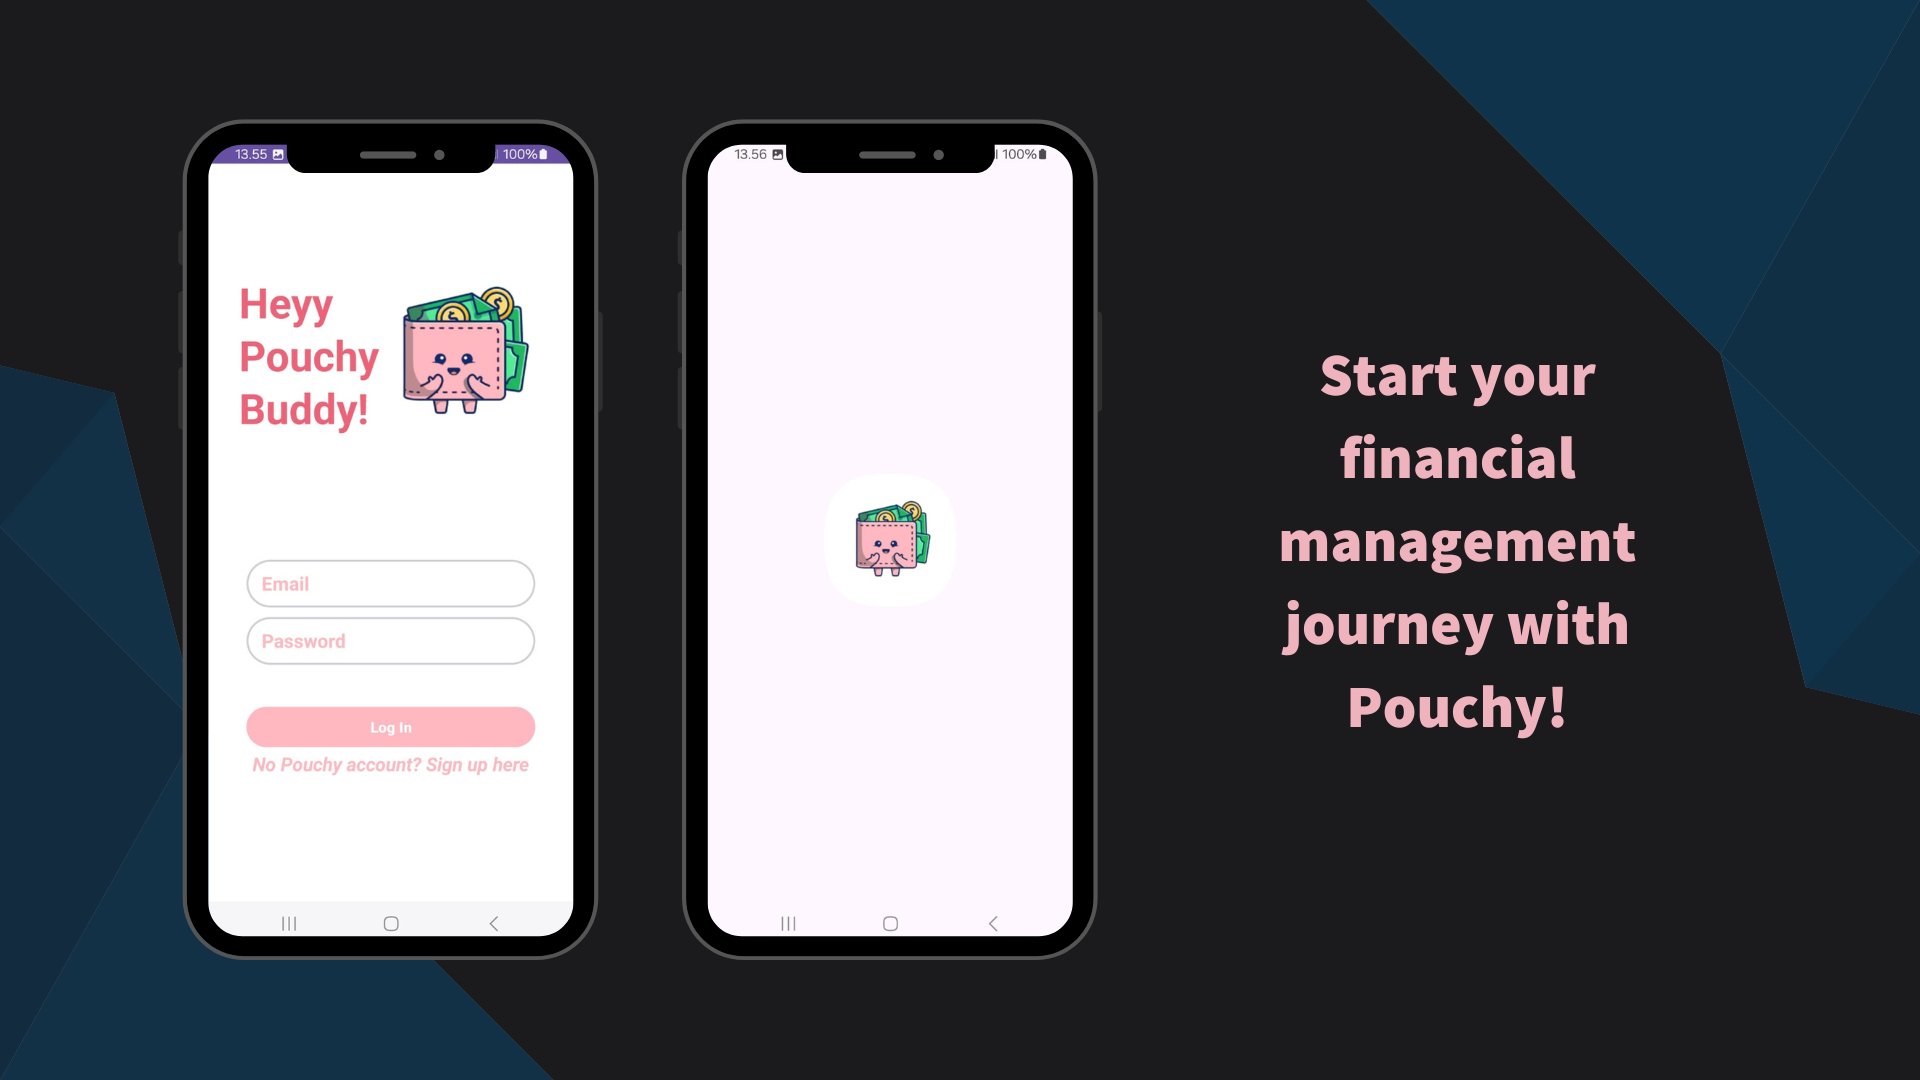 13.55
100%
Heyy
Pouchy
Buddy!
Email
Password
Log In
No Pouchy account? Sign up here
13.56
100%
Start your
financial
management
journey with
Pouchy!